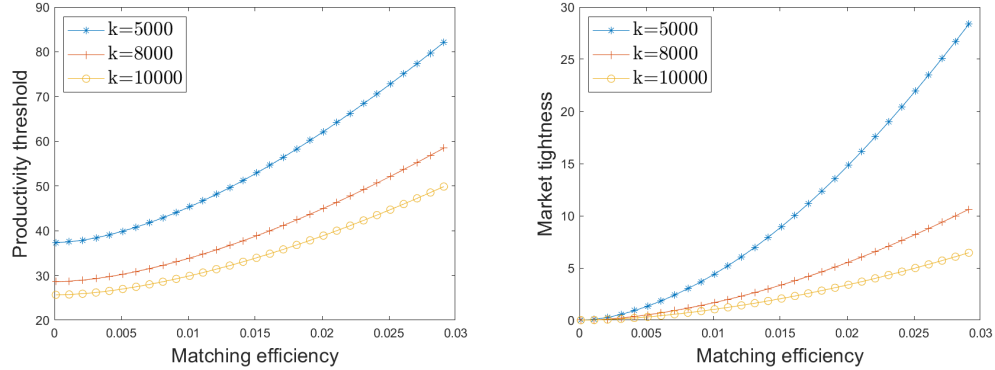 90
80
70
60
50
40
30
20
Productivity threshold
k=5000
k=8000
k=10000
0 0.005 0.01 0.015 0.02 0.025 0.03
Matching efficiency
30
25
20
15
10
5
0
Market tightness
k=5000
k=8000
k=10000
0 0.005 0.01 0.015 0.02 0.025 0.03
Matching efficiency